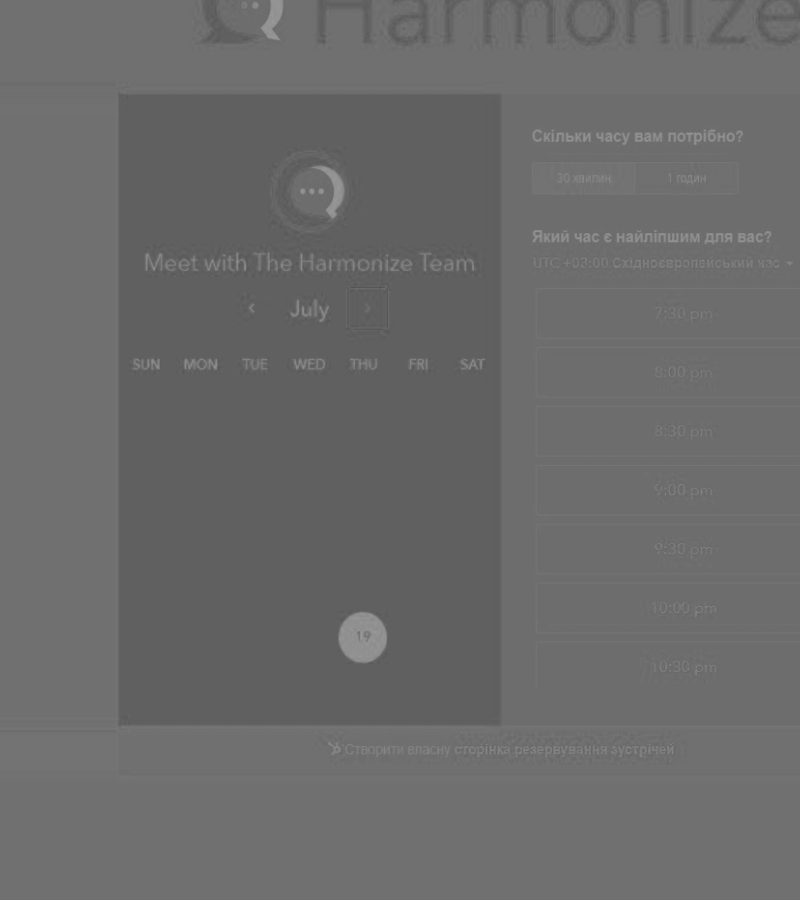 Harmonize
Meet with The Harmonize Team
July
SUN MON TUE WED THU FRI SAT
19
Скільки часу вам потрібно?
30 хвилин 1 годин
Який час є найліпшим для вас?
UTC +03:00 Східноєвропейський час
7:30 pm
8:00 pm
8:30 pm
9:00 pm
9:30 pm
10:00 pm
10:30 pm
Створити власну сторінка резервування зустрічей